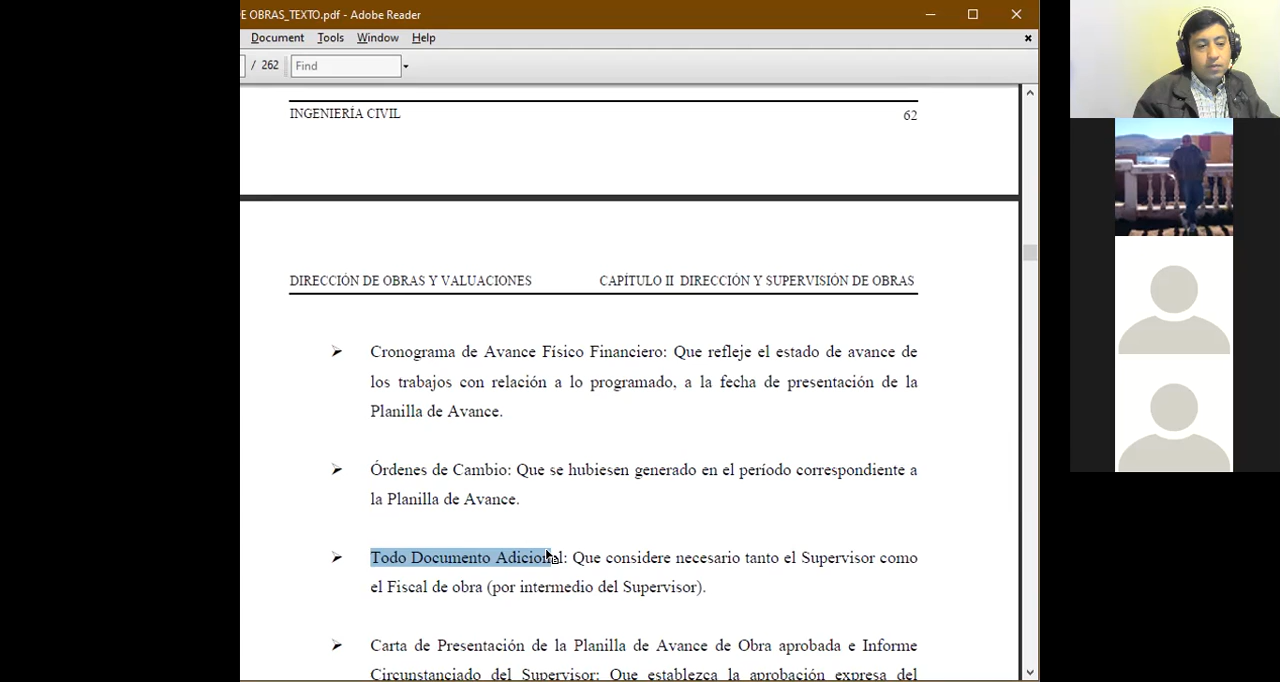 E OBRAS_TEXTO.pdf - Adobe Reader
Document Tools Window Help
/ 262 Find
INGENIERÍA CIVIL 62
DIRECCIÓN DE OBRAS Y VALUACIONES CAPÍTULO II DIRECCIÓN Y SUPERVISIÓN DE OBRAS
➢ Cronograma de Avance Físico Financiero: Que refleje el estado de avance de
los trabajos con relación a lo programado, a la fecha de presentación de la
Planilla de Avance.
➢ Órdenes de Cambio: Que se hubiesen generado en el período correspondiente a
la Planilla de Avance.
➢ Todo Documento Adicional: Que considere necesario tanto el Supervisor como
el Fiscal de obra (por intermedio del Supervisor).
➢ Carta de Presentación de la Planilla de Avance de Obra aprobada e Informe
Circunstanciado del Supervisor: Que establezca la aprobación expresa del